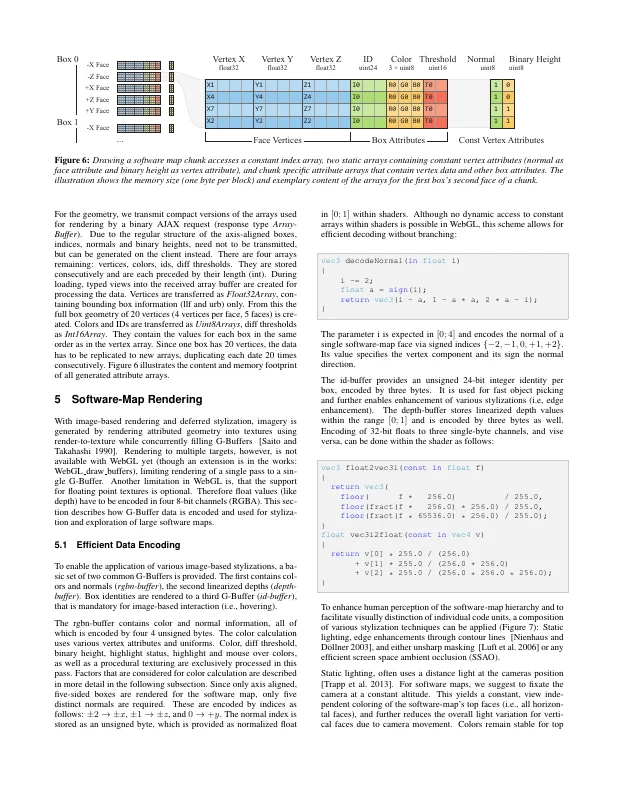 Box 0
-X Face
-Z Face
+X Face
+Z Face
+Y Face
Box 1
-X Face
...
Vertex X Vertex Y Vertex Z ID Color Threshold Normal Binary Height
float32 float32 float32 uint24 3 × uint8 uint16 uint8 uint8
X1 Y1 Z1 I0 R0 G0 B0 T0 1 0
X4 Y4 Z2 I0 R0 G0 B0 T0 1 0
X7 Y7 Z2 I0 R0 G0 B0 T0 1 1
X2 Y2 Z2 I0 R0 G0 B0 T0 1 1
Face Vertices Box Attributes Const Vertex Attributes
Figure 6: Drawing a software map chunk accesses a constant index array, two static arrays containing constant vertex attributes (normal as
face attribute and binary height as vertex attribute), and chunk specific attribute arrays that contain vertex data and other box attributes. The
illustration shows the memory size (one byte per block) and exemplary content of the arrays for the first box's second face of a chunk.
For the geometry, we transmit compact versions of the arrays used
for rendering by a binary AJAX request (response type Array-
Buffer). Due to the regular structure of the axis-aligned boxes,
indices, normals and binary heights, need not to be transmitted,
but can be generated on the client instead. There are four arrays
remaining: vertices, colors, ids, diff thresholds. They are stored
consecutively and are each preceded by their length (int). During
loading, typed views into the received array buffer are created for
processing the data. Vertices are transferred as Float32Array, con-
taining bounding box information (llf and urb) only. From this the
full box geometry of 20 vertices (4 vertices per face, 5 faces) is cre-
ated. Colors and IDs are transferred as Uint8Arrays, diff thresholds
as Int16Array. They contain the values for each box in the same
order as in the vertex array. Since one box has 20 vertices, the data
has to be replicated to new arrays, duplicating each date 20 times
consecutively. Figure 6 illustrates the content and memory footprint
of all generated attribute arrays.
5 Software-Map Rendering
With image-based rendering and deferred stylization, imagery is
generated by rendering attributed geometry into textures using
render-to-texture while concurrently filling G-Buffers [Saito and
Takahashi 1990]. Rendering to multiple targets, however, is not
available with WebGL yet (though an extension is in the works:
WebGL_draw_buffers), limiting rendering of a single pass to a sin-
gle G-Buffer. Another limitation in WebGL is, that the support
for floating point textures is optional. Therefore float values (like
depth) have to be encoded in four 8-bit channels (RGBA). This sec-
tion describes how G-Buffer data is encoded and used for styliza-
tion and exploration of large software maps.
5.1 Efficient Data Encoding
To enable the application of various image-based stylizations, a ba-
sic set of two common G-Buffers is provided. The first contains col-
ors and normals (rgbn-buffer), the second linearized depths (depth-
buffer). Box identities are rendered to a third G-Buffer (id-buffer),
that is mandatory for image-based interaction (i.e., hovering).
The rgbn-buffer contains color and normal information, all of
which is encoded by four 4 unsigned bytes. The color calculation
uses various vertex attributes and uniforms. Color, diff threshold,
binary height, highlight status, highlight and mouse over colors,
as well as a procedural texturing are exclusively processed in this
pass. Factors that are considered for color calculation are described
in more detail in the following subsection. Since only axis aligned,
five-sided boxes are rendered for the software map, only five
distinct normals are required. These are encoded by indices as
follows: ±2 → ±x, ±1 → ±z, and 0 → +y. The normal index is
stored as an unsigned byte, which is provided as normalized float
in [0; 1] within shaders. Although no dynamic access to constant
arrays within shaders is possible in WebGL, this scheme allows for
efficient decoding without branching:
vec3 decodeNormal(in float i)
{
i -= 2;
float a = sign(i);
return vec3(i - a, 1 - a * a, 2 * a - i);
}
The parameter i is expected in [0; 4] and encodes the normal of a
single software-map face via signed indices {−2, −1, 0, +1, +2}.
Its value specifies the vertex component and its sign the normal
direction.
The id-buffer provides an unsigned 24-bit integer identity per
box, encoded by three bytes. It is used for fast object picking
and further enables enhancement of various stylizations (i.e, edge
enhancement). The depth-buffer stores linearized depth values
within the range [0; 1] and is encoded by three bytes as well.
Encoding of 32-bit floats to three single-byte channels, and vise
versa, can be done within the shader as follows:
vec3 float2vec3i(const in float f)
{
return vec3(
floor( f * 256.0) / 255.0,
floor(fract(f * 256.0) * 256.0) / 255.0,
floor(fract(f * 65536.0) * 256.0) / 255.0);
}
float vec3i2float(const in vec4 v)
{
return v[0] * 255.0 / (256.0)
+ v[1] * 255.0 / (256.0 * 256.0)
+ v[2] * 255.0 / (256.0 * 256.0 * 256.0);
}
To enhance human perception of the software-map hierarchy and to
facilitate visually distinction of individual code units, a composition
of various stylization techniques can be applied (Figure 7): Static
lighting, edge enhancements through contour lines [Nienhaus and
Döllner 2003], and either unsharp masking [Luft et al. 2006] or any
efficient screen space ambient occlusion (SSAO).
Static lighting, often uses a distance light at the cameras position
[Trapp et al. 2013]. For software maps, we suggest to fixate the
camera at a constant altitude. This yields a constant, view inde-
pendent coloring of the software-map's top faces (i.e., all horizon-
tal faces), and further reduces the overall light variation for verti-
cal faces due to camera movement. Colors remain stable for top